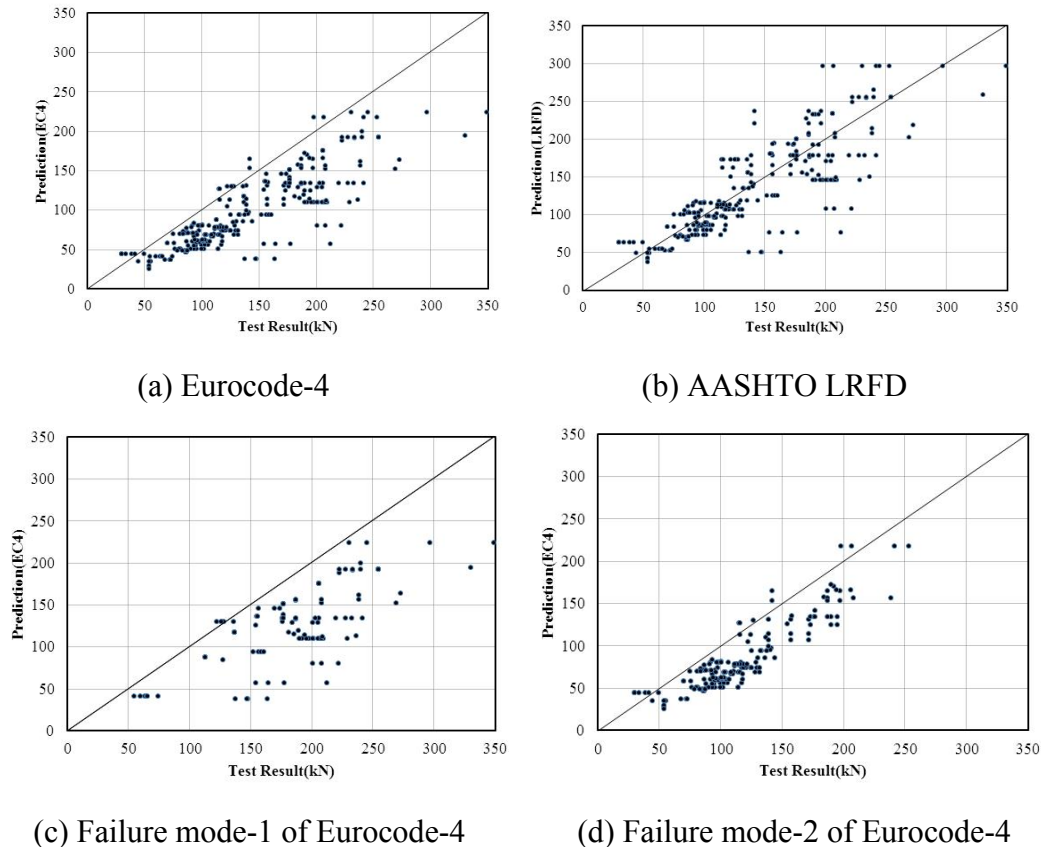 350
300
250
200
150
100
50
0
Prediction(EC4)
0 50 100 150 200 250 300 350
Test Result(kN)
(a) Eurocode-4
350
300
250
200
150
100
50
0
Prediction(LRFD)
0 50 100 150 200 250 300 350
Test Result(kN)
(b) AASHTO LRFD
350
300
250
200
150
100
50
0
Prediction(EC4)
0 50 100 150 200 250 300 350
Test Result(kN)
(c) Failure mode-1 of Eurocode-4
350
300
250
200
150
100
50
0
Prediction(EC4)
0 50 100 150 200 250 300 350
Test Result(kN)
(d) Failure mode-2 of Eurocode-4